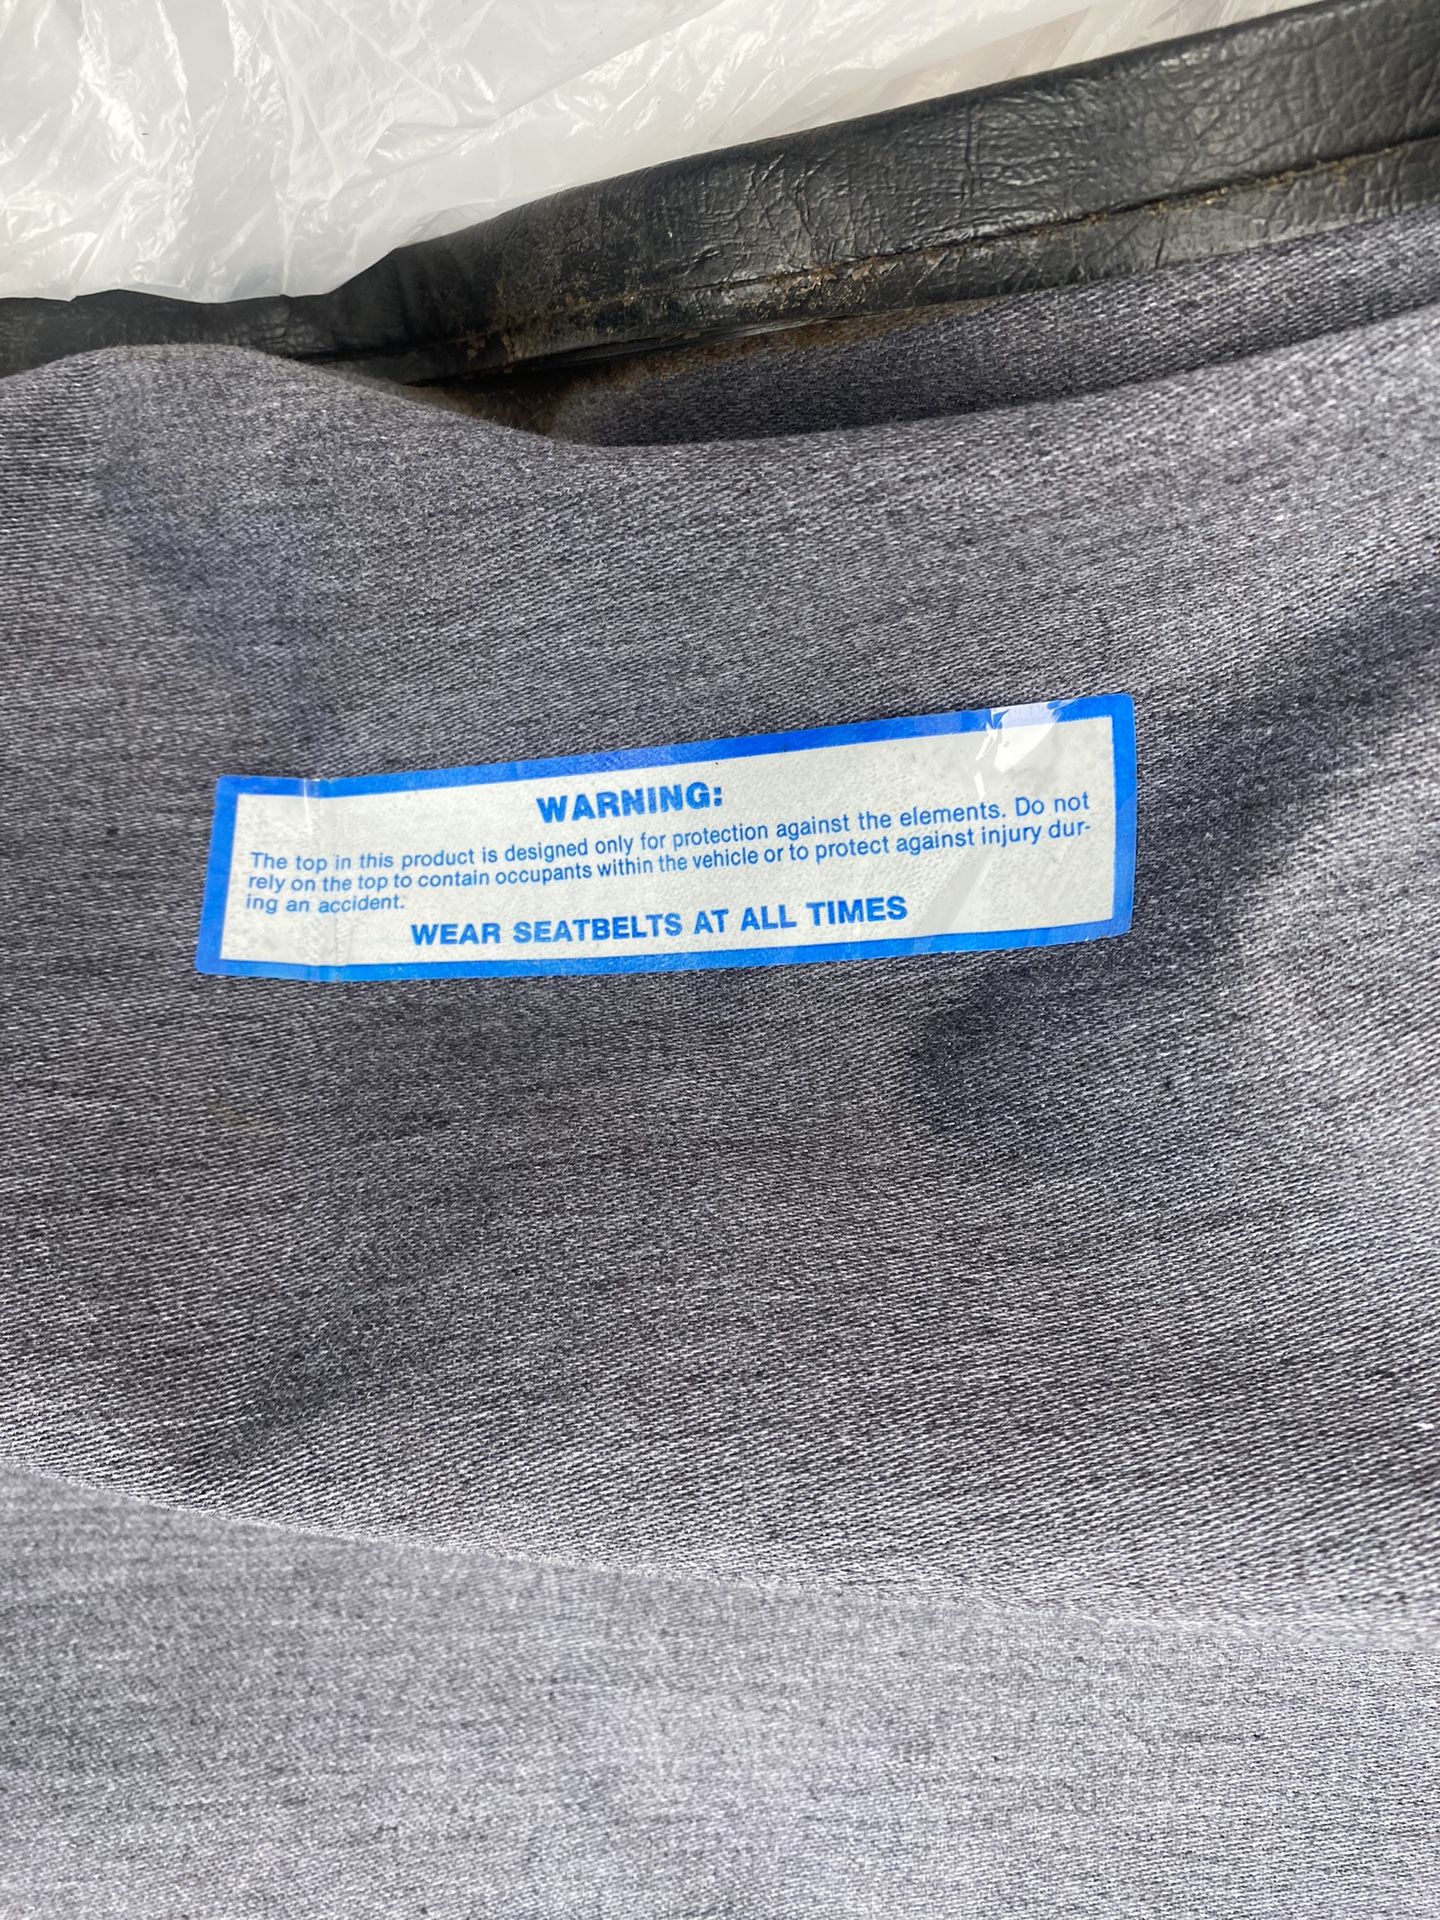 WARNING:
The top in this product is designed only for protection against the elements. Do not
rely on the top to contain occupants within the vehicle or to protect against injury dur-
ing an accident.
WEAR SEATBELTS AT ALL TIMES